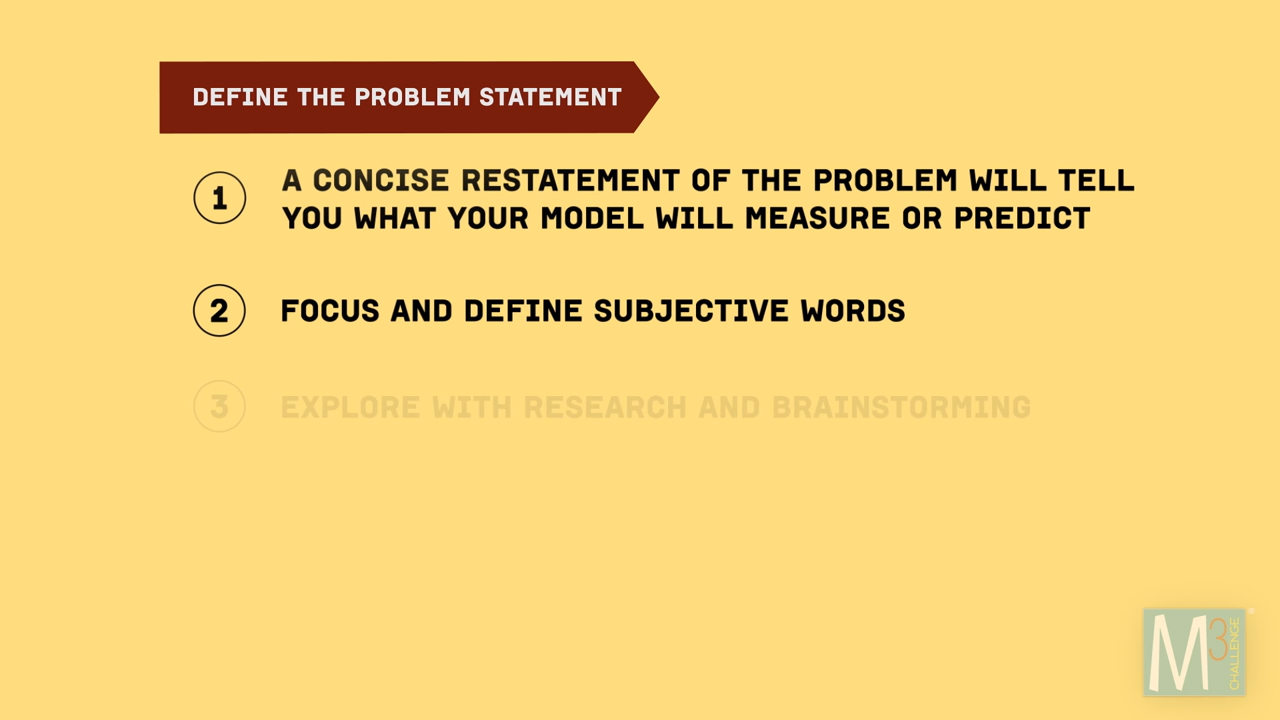 DEFINE THE PROBLEM STATEMENT
1 A CONCISE RESTATEMENT OF THE PROBLEM WILL TELL
YOU WHAT YOUR MODEL WILL MEASURE OR PREDICT
2 FOCUS AND DEFINE SUBJECTIVE WORDS
3 EXPLORE WITH RESEARCH AND BRAINSTORMING
M3 CHALLENGE ®